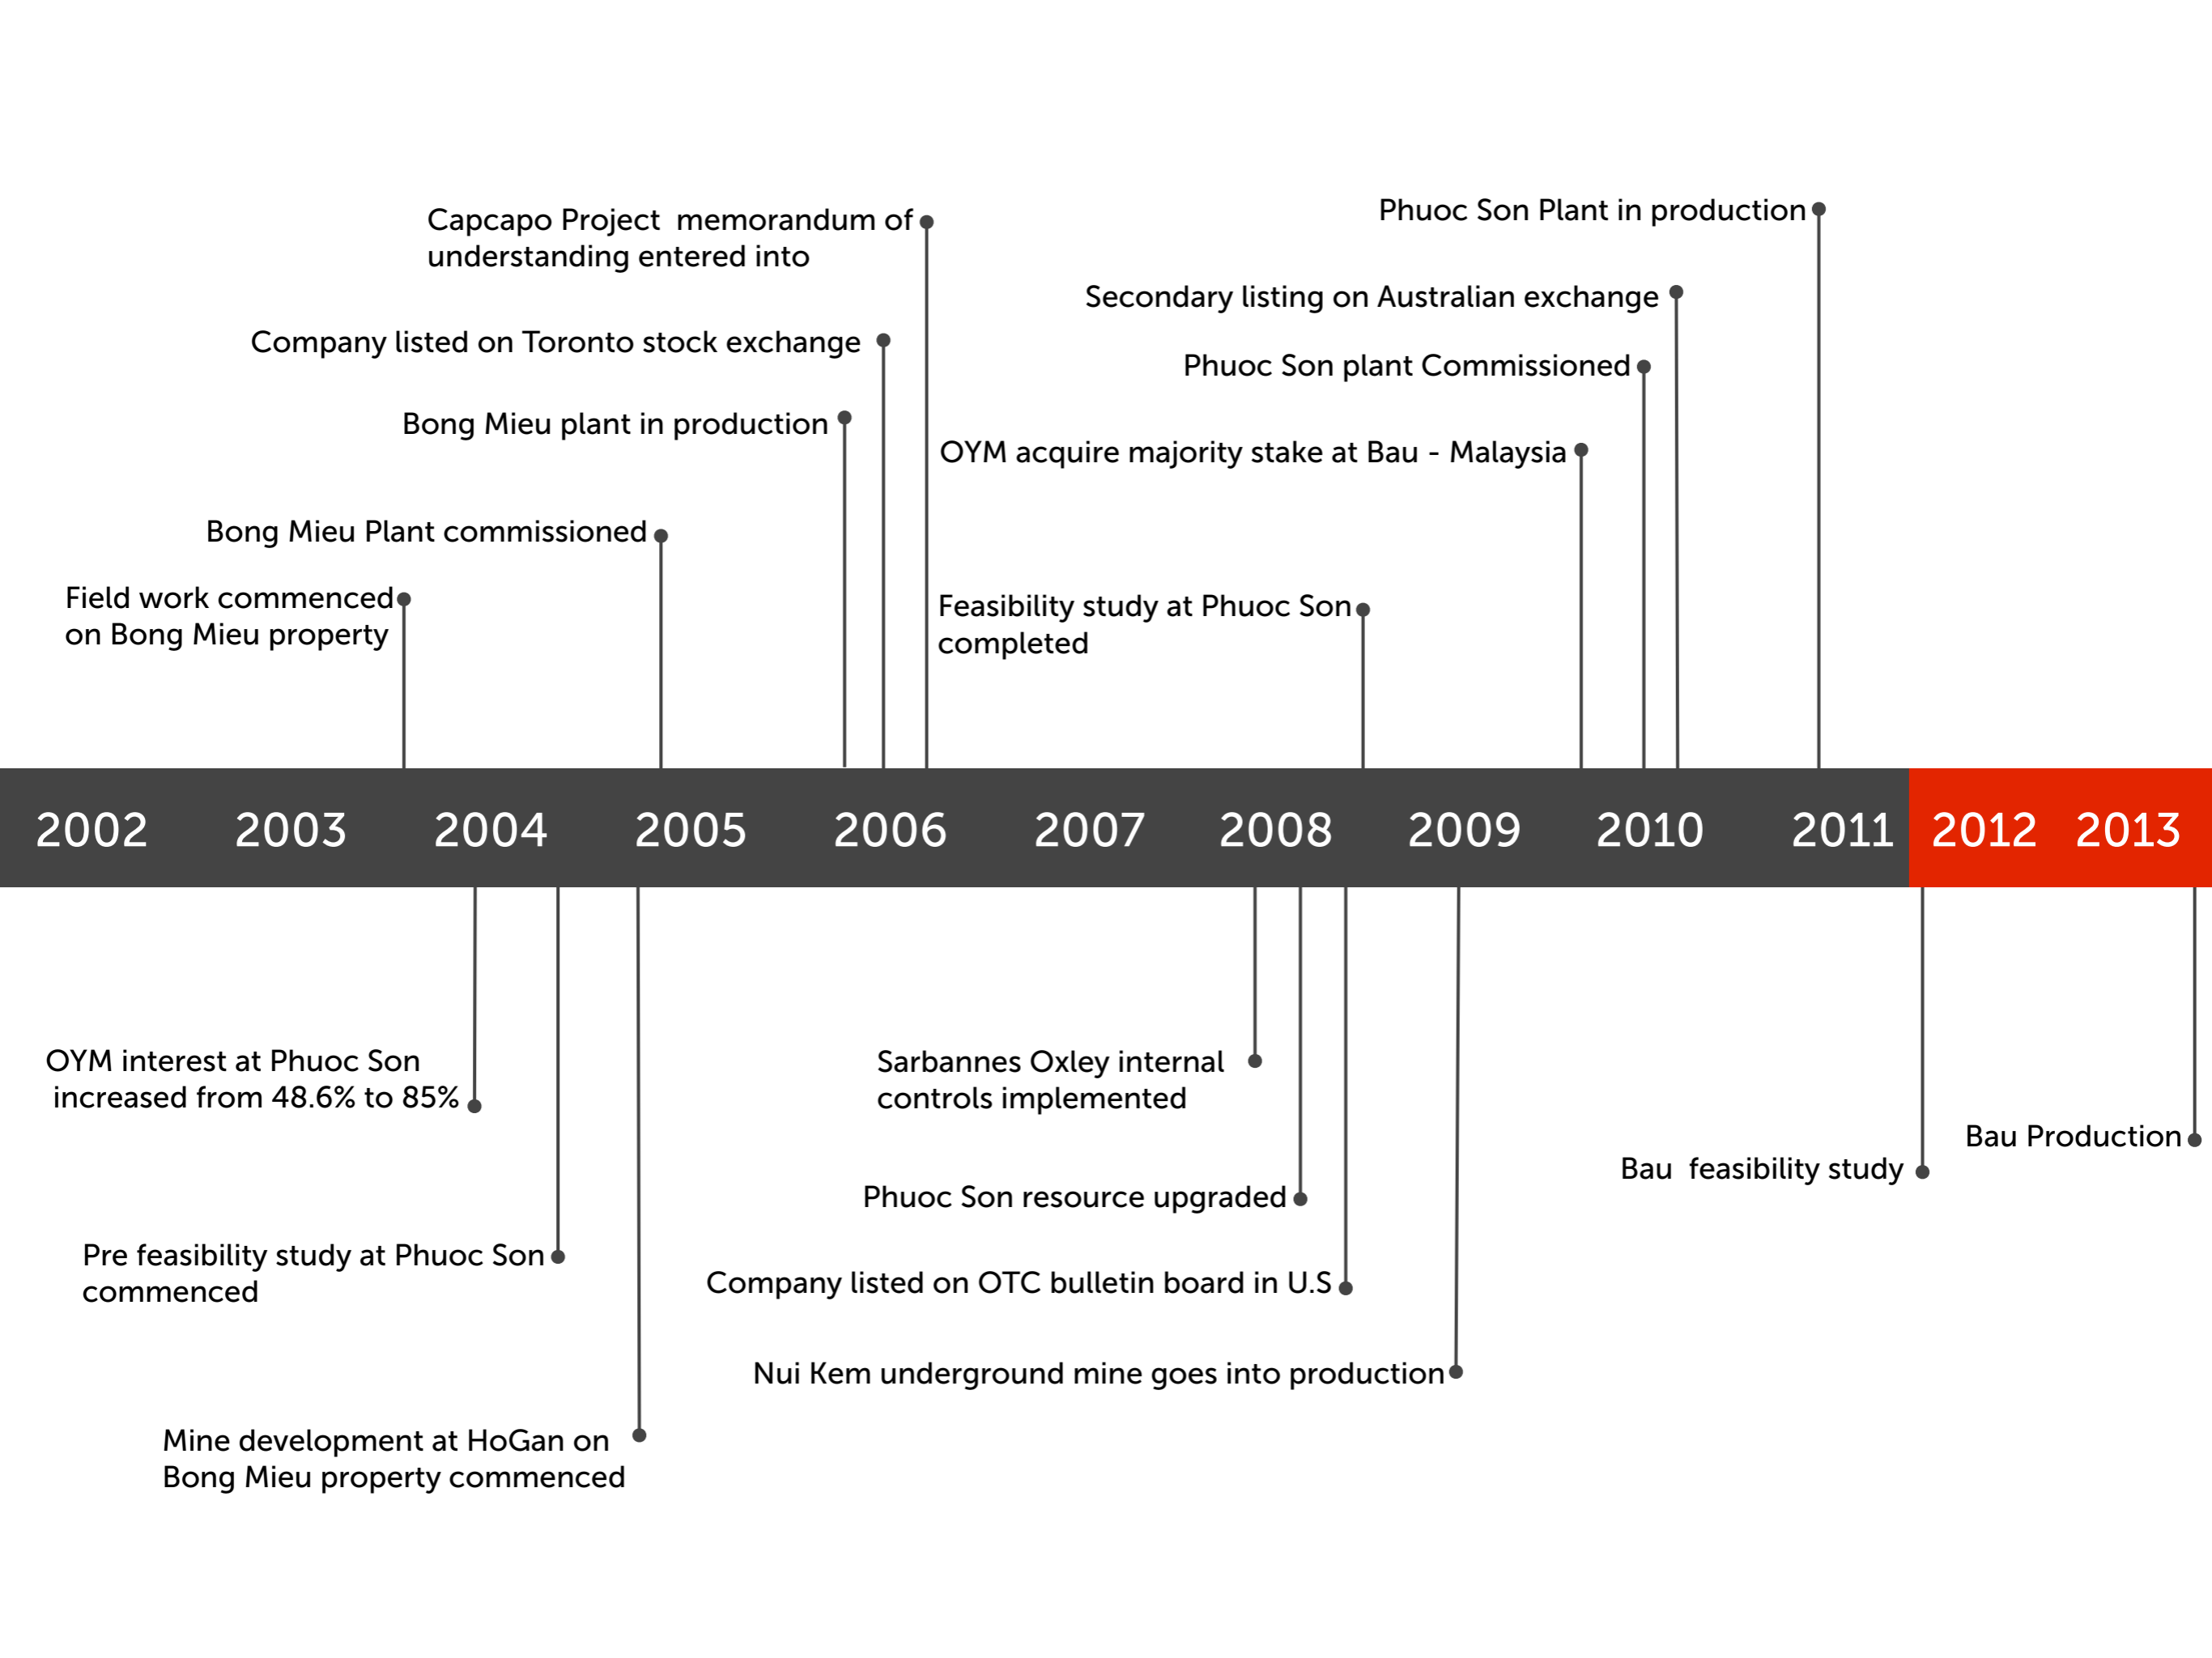 Capcapo Project  memorandum of
understanding entered into
Phuoc Son Plant in production
Secondary listing on Australian exchange
Company listed on Toronto stock exchange
Phuoc Son plant Commissioned
Bong Mieu plant in production
OYM acquire majority stake at Bau - Malaysia
Bong Mieu Plant commissioned
Field work commenced
on Bong Mieu property
Feasibility study at Phuoc Son
completed
2002 2003 2004 2005 2006 2007 2008 2009 2010 2011 2012 2013
OYM interest at Phuoc Son
increased from 48.6% to 85%
Sarbannes Oxley internal
controls implemented
Bau Production
Bau  feasibility study
Phuoc Son resource upgraded
Pre feasibility study at Phuoc Son
commenced
Company listed on OTC bulletin board in U.S
Nui Kem underground mine goes into production
Mine development at HoGan on
Bong Mieu property commenced